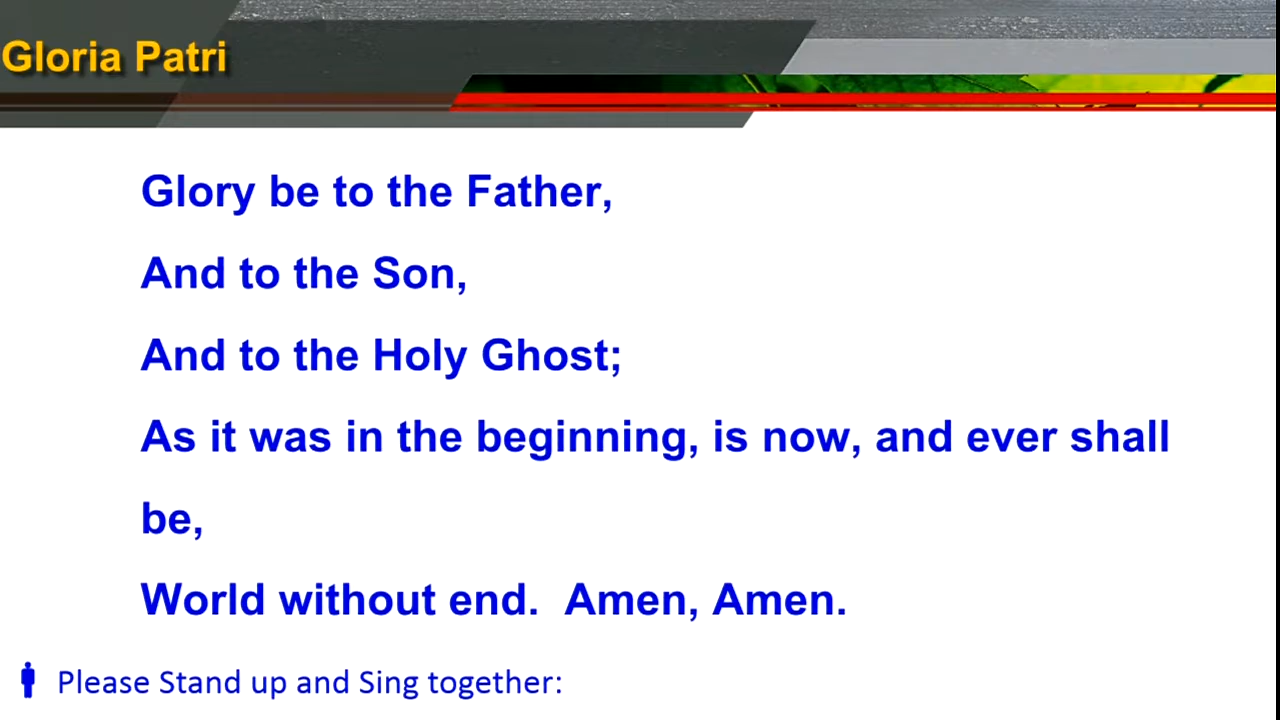 Gloria Patri
Glory be to the Father,
And to the Son,
And to the Holy Ghost;
As it was in the beginning, is now, and ever shall
be,
World without end.  Amen, Amen.
Please Stand up and Sing together: